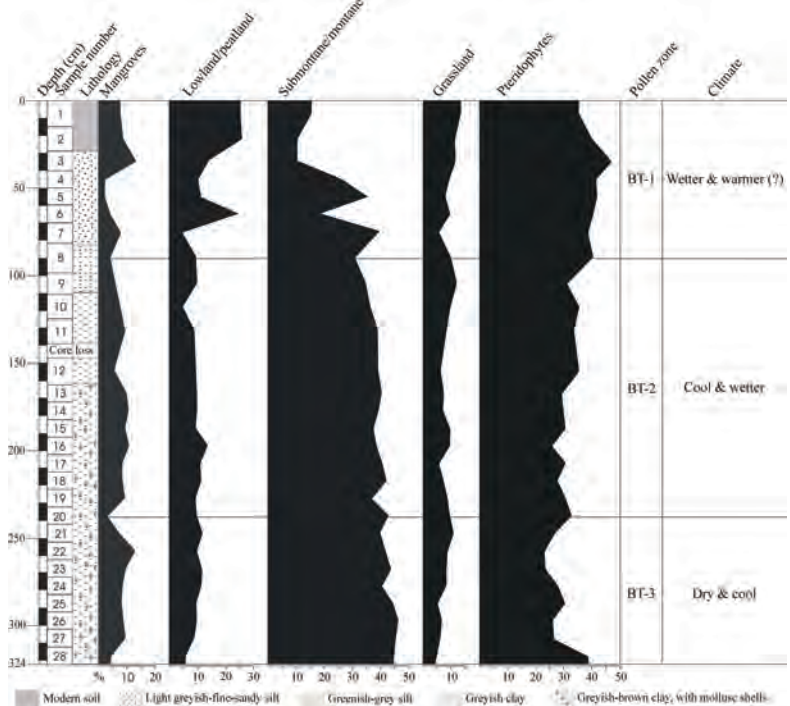 Depth (cm)
Sample number
Lithology
Mangroves
Lowland/peatland
Submontane/montane
Grassland
Pteridophytes
Pollen zone
Climate
0
50
100
150
200
250
300
324
1
2
3
4
5
6
7
8
9
10
11
Core loss
12
13
14
15
16
17
18
19
20
21
22
23
24
25
26
27
28
BT-1 Wetter & warmer (?)
BT-2 Cool & wetter
BT-3 Dry & cool
% 10 20 10 20 30 10 20 30 40 50 10 10 20 30 40 50
Modern soil Light greyish-fine-sandy silt Greenish-grey silt Greyish clay Greyish-brown clay, with mollusc shells